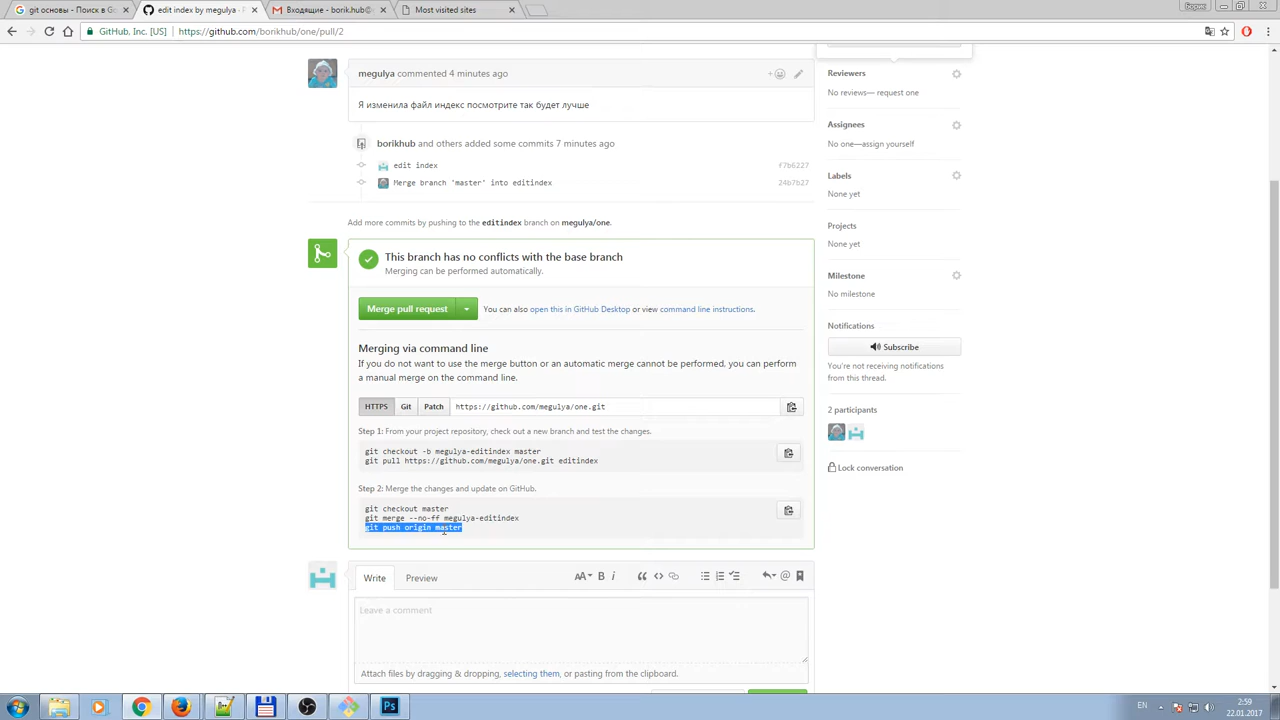 git основы - Поиск в G
edit index by megulya · P
Входящие - borik.hub@
Most visited sites
GitHub, Inc. [US]
https://github.com/borikhub/one/pull/2
megulya commented 4 minutes ago
Я изменила файл индекс посмотрите так будет лучше
borikhub and others added some commits 7 minutes ago
edit index
f7b6227
Merge branch 'master' into editindex
24b7b27
Add more commits by pushing to the editindex branch on megulya/one.
This branch has no conflicts with the base branch
Merging can be performed automatically.
Merge pull request
You can also open this in GitHub Desktop or view command line instructions.
Merging via command line
If you do not want to use the merge button or an automatic merge cannot be performed, you can perform
a manual merge on the command line.
HTTPS
Git
Patch
https://github.com/megulya/one.git
Step 1: From your project repository, check out a new branch and test the changes.
git checkout -b megulya-editindex master
git pull https://github.com/megulya/one.git editindex
Step 2: Merge the changes and update on GitHub.
git checkout master
git merge --no-ff megulya-editindex
git push origin master
Write
Preview
AA
B
i
Leave a comment
Attach files by dragging & dropping, selecting them, or pasting from the clipboard.
Reviewers
No reviews— request one
Assignees
No one—assign yourself
Labels
None yet
Projects
None yet
Milestone
No milestone
Notifications
Subscribe
You're not receiving notifications
from this thread.
2 participants
Lock conversation
Ps
EN
2:59
22.01.2017